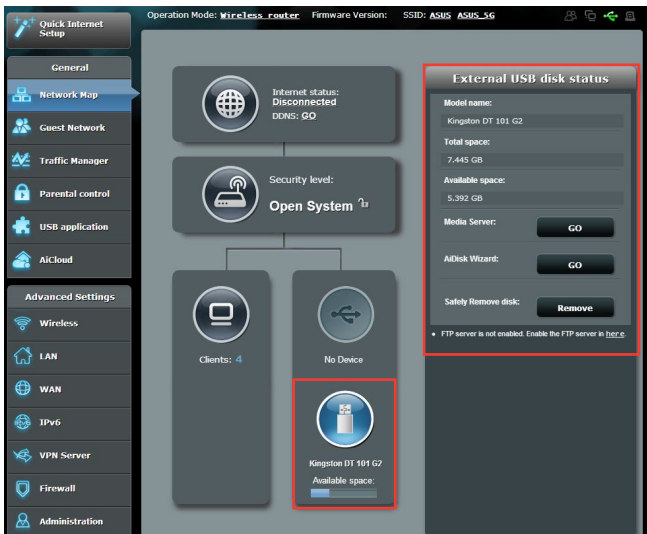 Operation Mode: Wireless router Firmware Version: SSID: ASUS ASUS_5G
Quick Internet
Setup
General
Network Map
Guest Network
Traffic Manager
Parental control
USB application
AiCloud
Advanced Settings
Wireless
LAN
WAN
IPv6
IPv6
VPN Server
Firewall
Administration
Internet status:
Disconnected
DDNS: GO
Security level:
Open System
Clients: 4
No Device
Kingston DT 101 G2
Available space:
External USB disk status
Model name:
Kingston DT 101 G2
Total space:
7.445 GB
Available space:
5.392 GB
Media Server: GO
AiDisk Wizard: GO
Safely Remove disk: Remove
• FTP server is not enabled. Enable the FTP server in here.